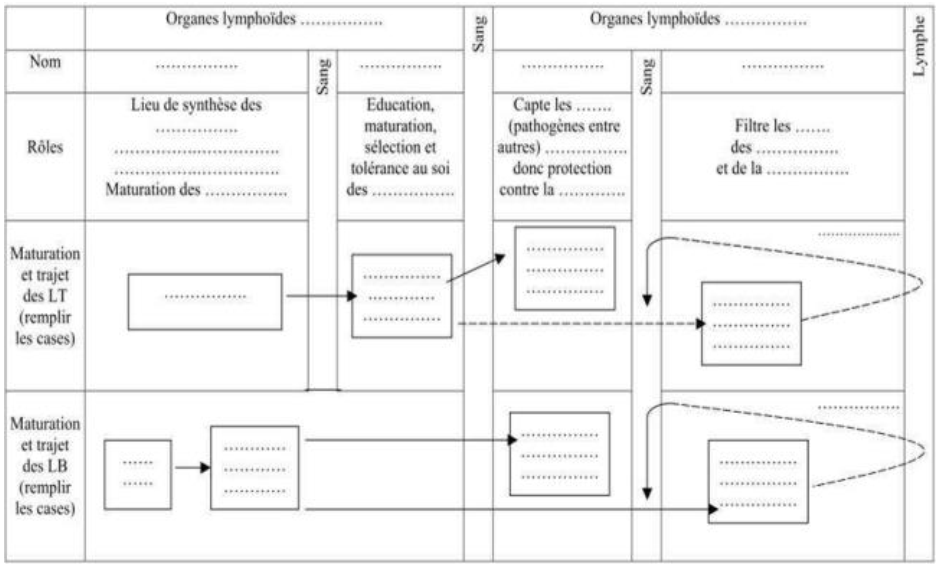 Organes lymphoïdes ……………
Sang
Organes lymphoïdes ……………
Lymphe
Nom
……………
Sang
……………
……………
Sang
……………
Rôles
Lieu de synthèse des
……………
…………………………
…………………………
Maturation des ……………
Education,
maturation,
sélection et
tolérance au soi
des ……………
Capte les …….
(pathogènes entre
autres) ……………
donc protection
contre la …………
Filtre les …….
des ……………
et de la ……………
Maturation
et trajet
des LT
(remplir
les cases)
……………
……………
…………
……………
……………
……………
……………
……………
……………
……………
……………
Maturation
et trajet
des LB
(remplir
les cases)
……
……
…………
…………
…………
……………
……………
……………
……………
……………
……………
……………